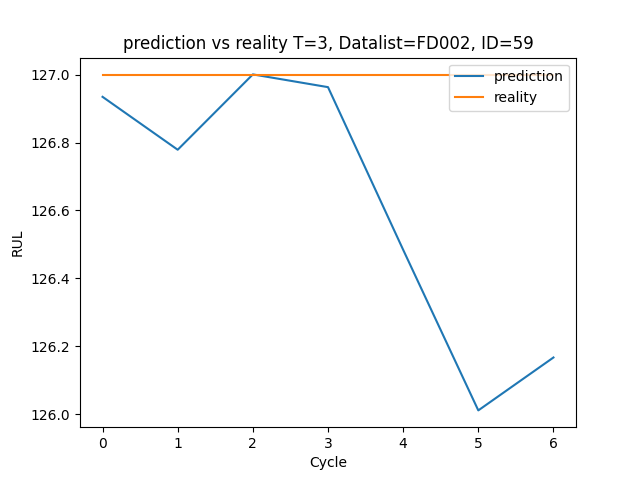 prediction vs reality T=3, Datalist=FD002, ID=59
127.0
126.8
126.6
126.4
126.2
126.0
RUL
prediction
reality
0 1 2 3 4 5 6
Cycle